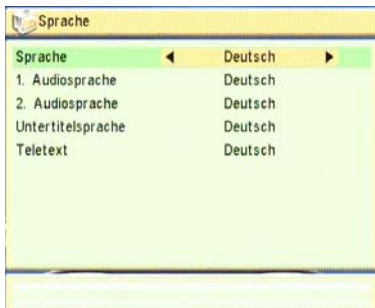 Sprache
Sprache Deutsch
1. Audiosprache Deutsch
2. Audiosprache Deutsch
Untertitelsprache Deutsch
Teletext Deutsch